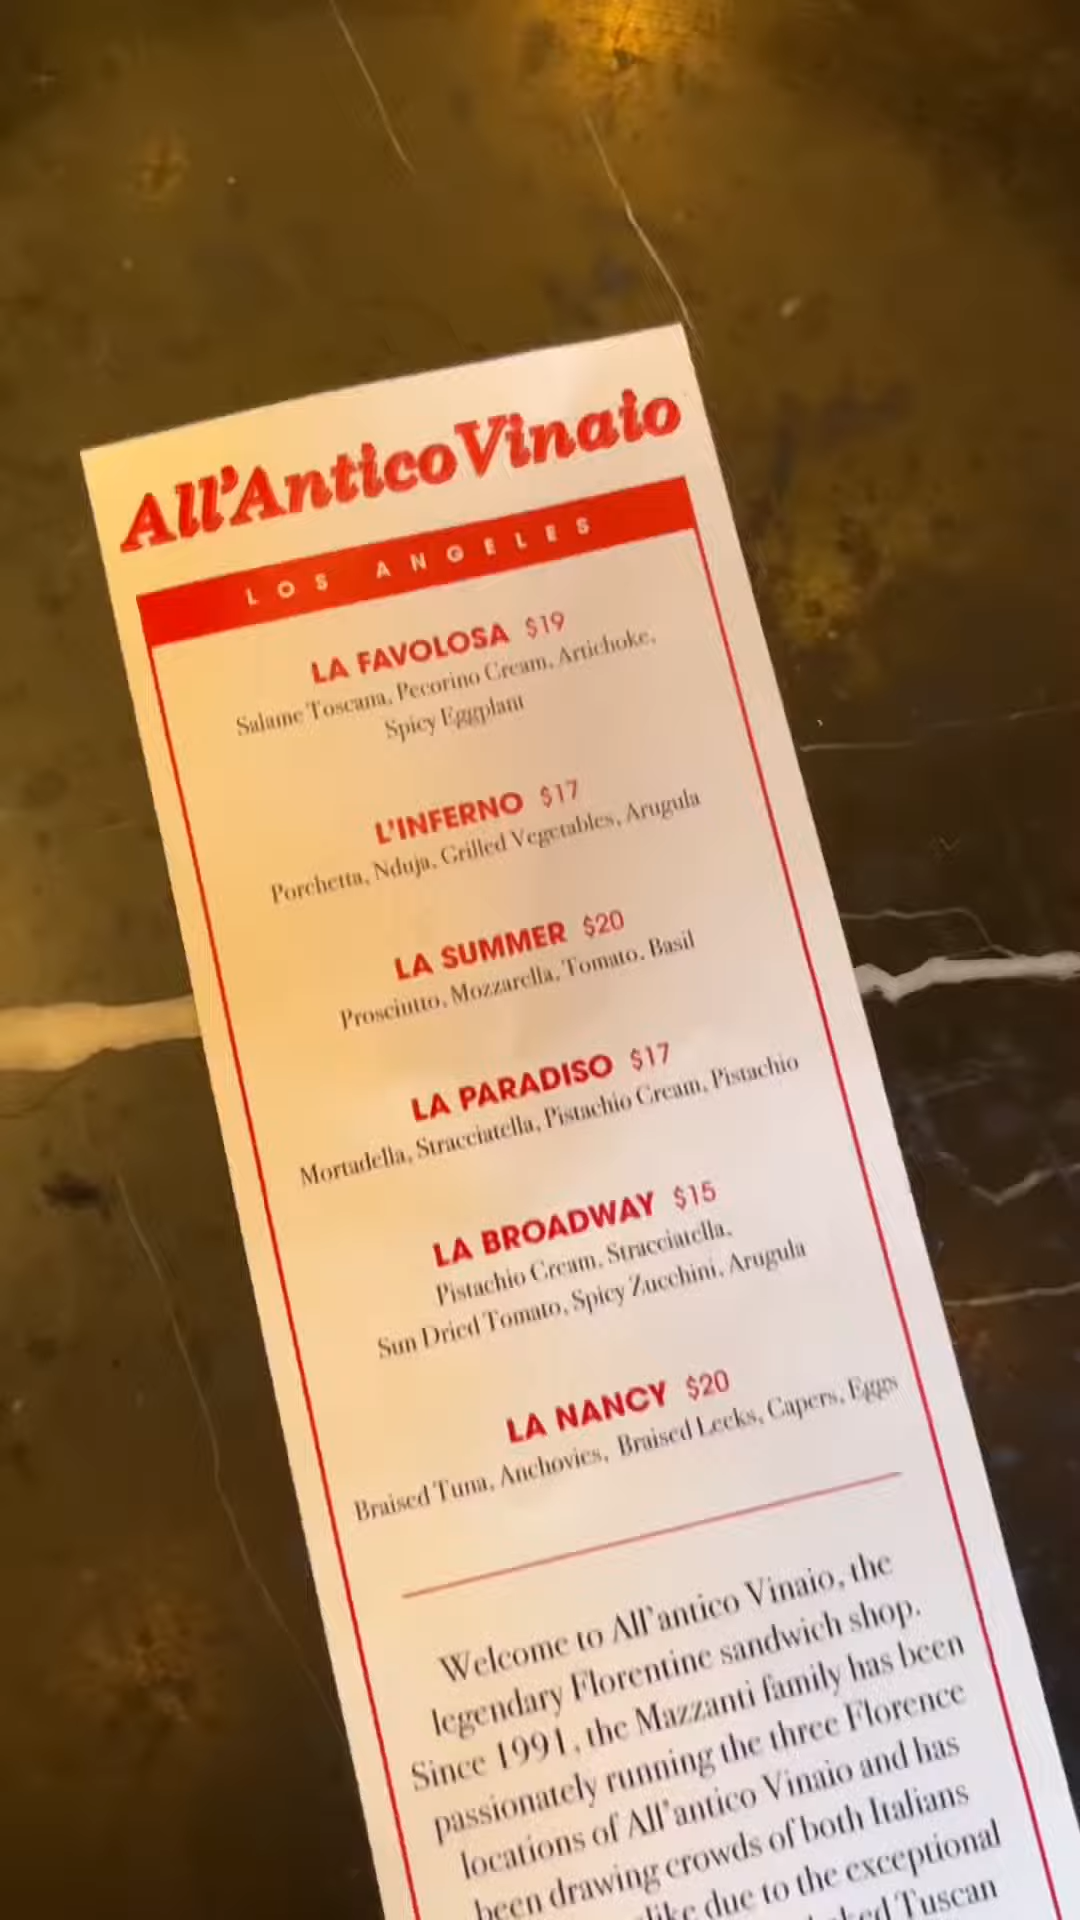 All'Antico Vinaio
LOS ANGELES
LA FAVOLOSA $19
Salame Toscana, Pecorino Cream, Artichoke,
Spicy Eggplant
L'INFERNO $17
Porchetta, Nduja, Grilled Vegetables, Arugula
LA SUMMER $20
Prosciutto, Mozzarella, Tomato, Basil
LA PARADISO $17
Mortadella, Stracciatella, Pistachio Cream, Pistachio
LA BROADWAY $15
Pistachio Cream, Stracciatella,
Sun Dried Tomato, Spicy Zucchini, Arugula
LA NANCY $20
Braised Tuna, Anchovies, Braised Leeks, Capers, Eggs
Welcome to All'antico Vinaio, the
legendary Florentine sandwich shop.
Since 1991, the Mazzanti family has been
passionately running the three Florence
locations of All'antico Vinaio and has
been drawing crowds of both Italians
due to the exceptional
Tuscan